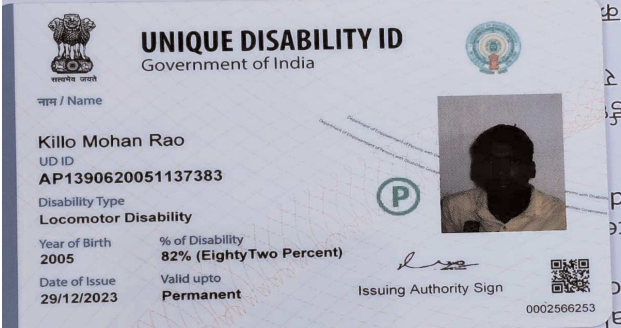 UNIQUE DISABILITY ID
Government of India
सत्यमेव जयते
नाम / Name
Killo Mohan Rao
UD ID
AP1390620051137383
Disability Type
Locomotor Disability
Year of Birth
2005
% of Disability
82% (EightyTwo Percent)
Date of Issue
29/12/2023
Valid upto
Permanent
P
Issuing Authority Sign
0002566253